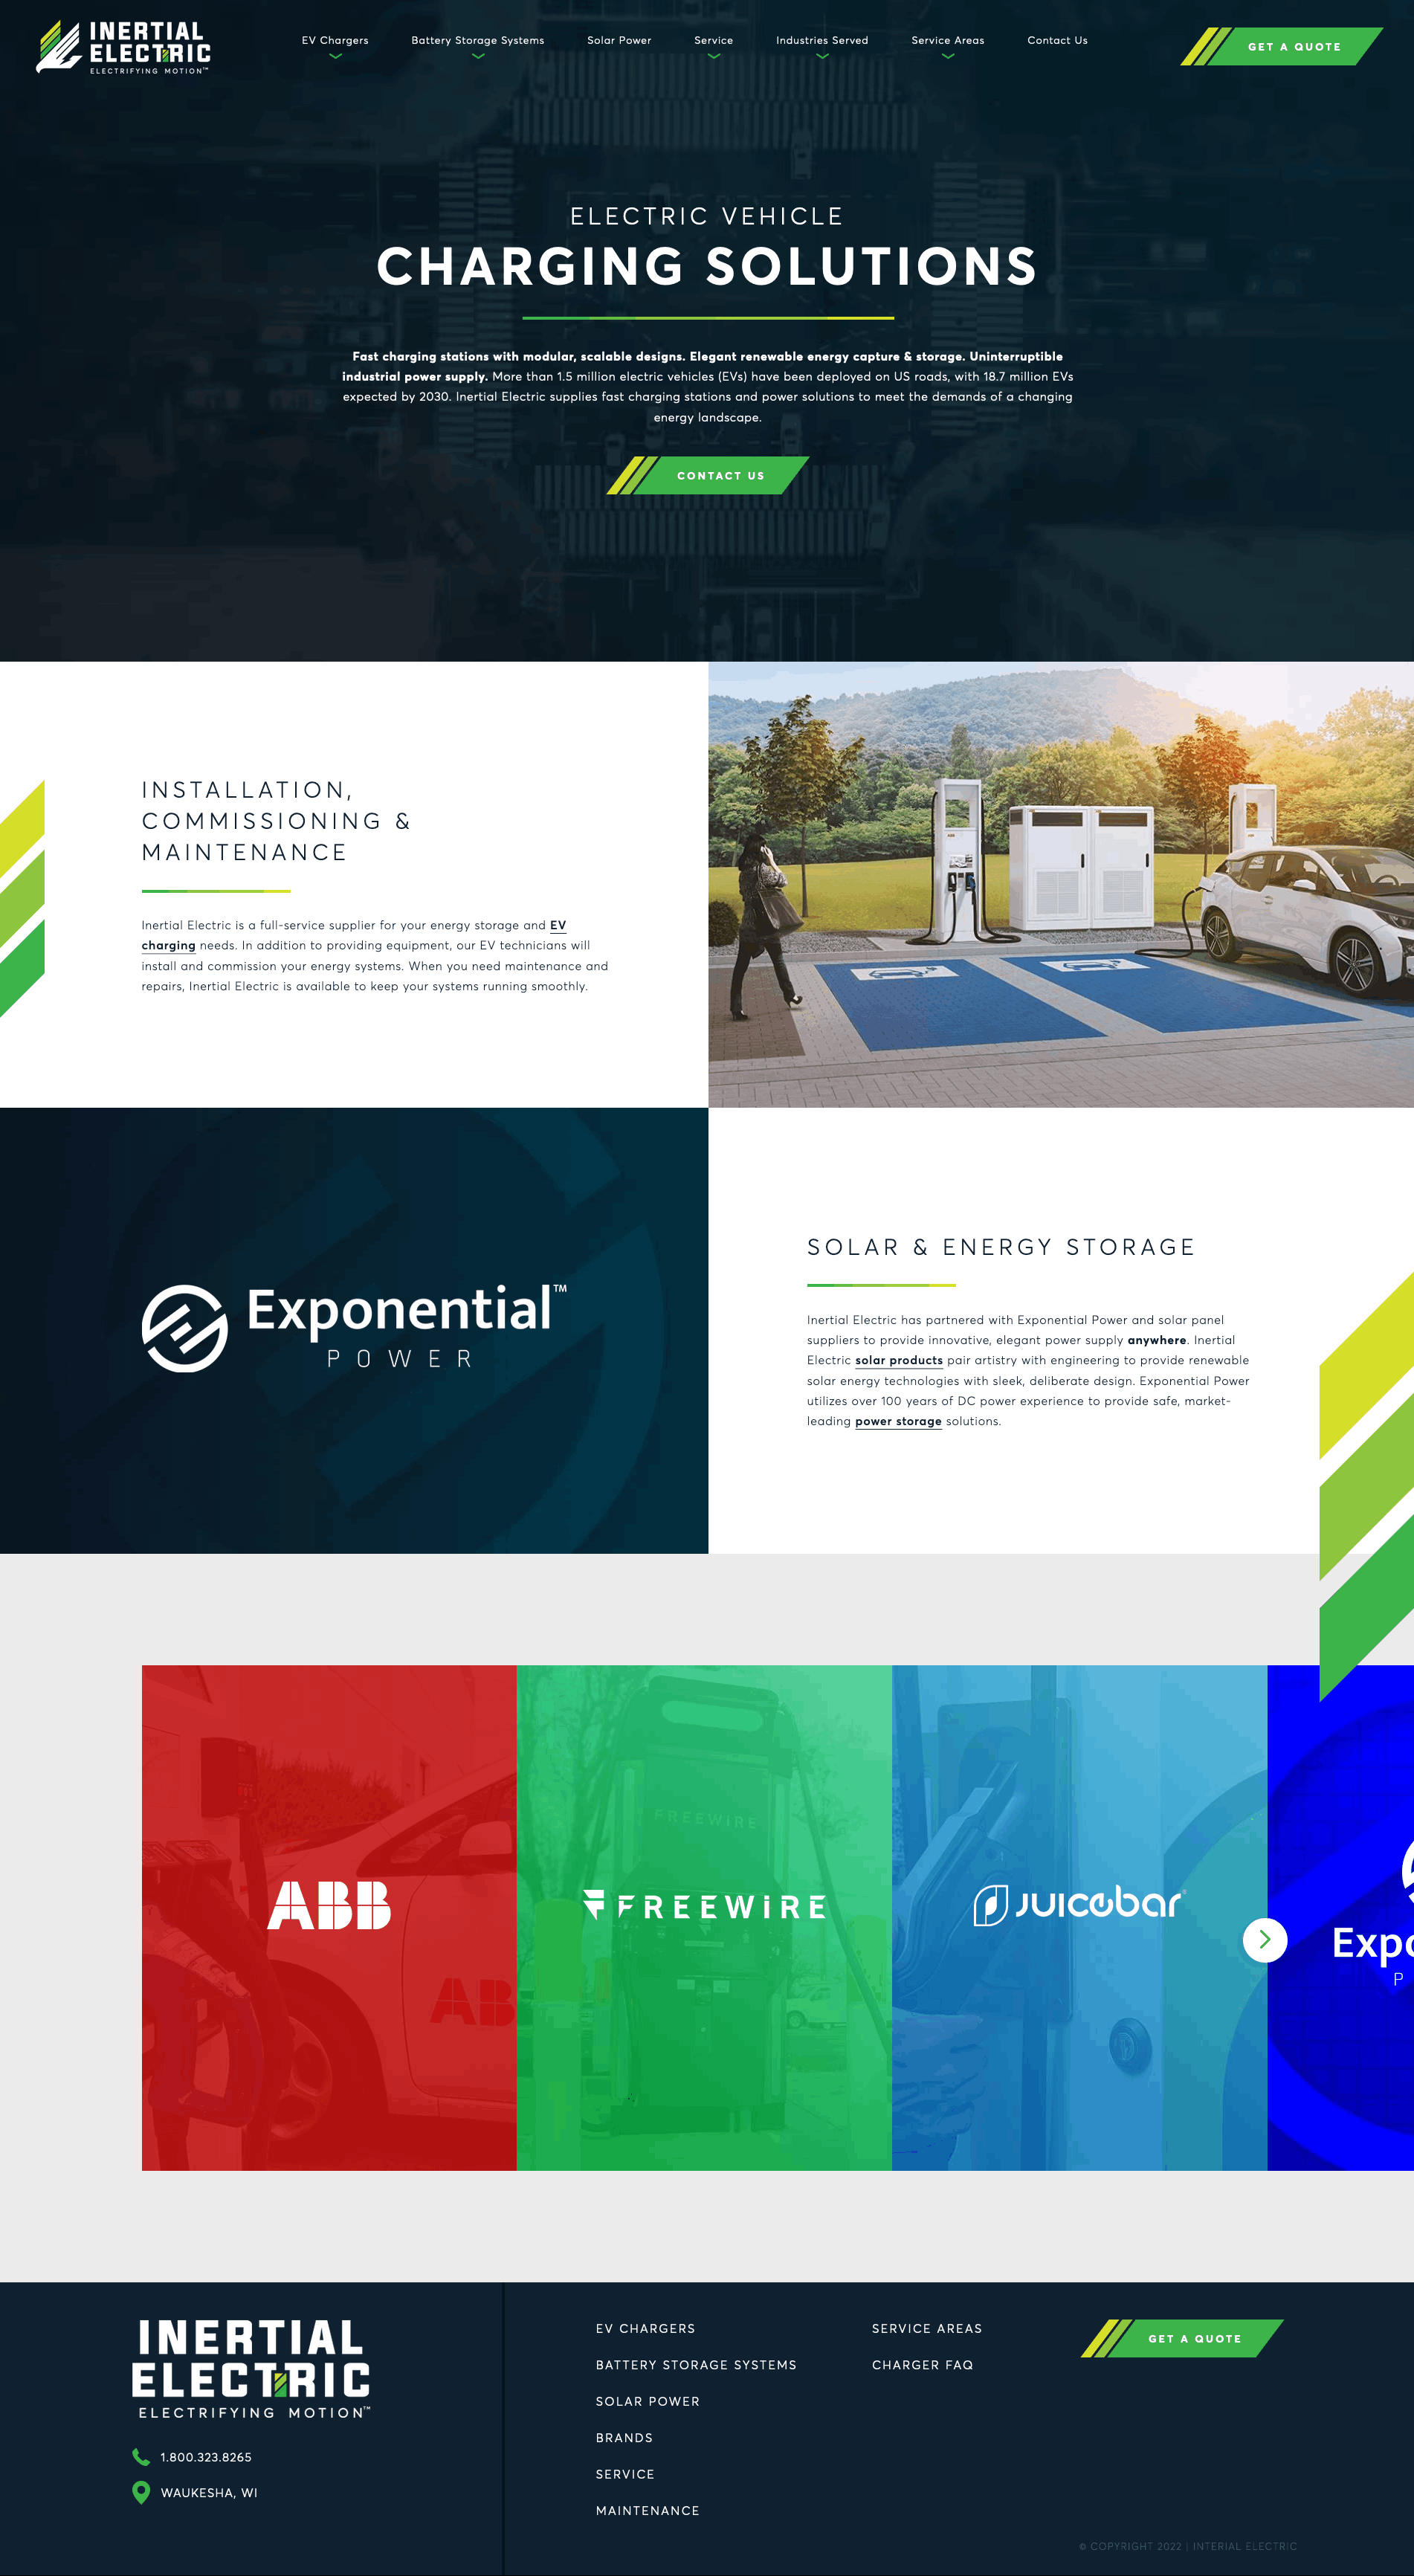 INERTIAL
ELECTRIC
ELECTRIFYING MOTION™
EV Chargers
Battery Storage Systems
Solar Power
Service
Industries Served
Service Areas
Contact Us
GET A QUOTE
ELECTRIC VEHICLE
CHARGING SOLUTIONS
Fast charging stations with modular, scalable designs. Elegant renewable energy capture & storage. Uninterruptible
industrial power supply. More than 1.5 million electric vehicles (EVs) have been deployed on US roads, with 18.7 million EVs
expected by 2030. Inertial Electric supplies fast charging stations and power solutions to meet the demands of a changing
energy landscape.
CONTACT US
INSTALLATION,
COMMISSIONING &
MAINTENANCE
Inertial Electric is a full-service supplier for your energy storage and EV
charging needs. In addition to providing equipment, our EV technicians will
install and commission your energy systems. When you need maintenance and
repairs, Inertial Electric is available to keep your systems running smoothly.
Exponential™
POWER
SOLAR & ENERGY STORAGE
Inertial Electric has partnered with Exponential Power and solar panel
suppliers to provide innovative, elegant power supply anywhere. Inertial
Electric solar products pair artistry with engineering to provide renewable
solar energy technologies with sleek, deliberate design. Exponential Power
utilizes over 100 years of DC power experience to provide safe, market-
leading power storage solutions.
ABB
ABB
FREEWIRE
FREEWiRE
Juicebar®
Expo
P
INERTIAL
ELECTRIC
ELECTRIFYING MOTION™
1.800.323.8265
WAUKESHA, WI
EV CHARGERS
BATTERY STORAGE SYSTEMS
SOLAR POWER
BRANDS
SERVICE
MAINTENANCE
SERVICE AREAS
CHARGER FAQ
GET A QUOTE
© COPYRIGHT 2022 | INTERIAL ELECTRIC